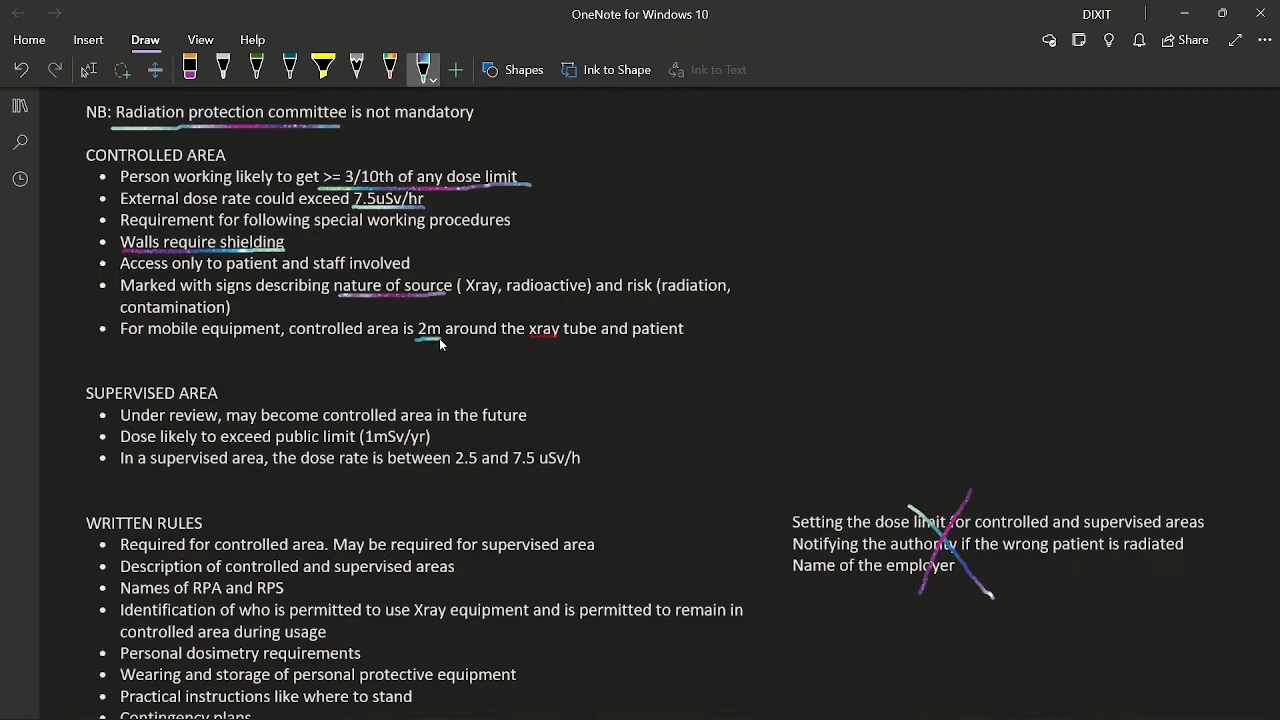 OneNote for Windows 10
DIXIT
Home Insert Draw View Help
Shapes Ink to Shape Ink to Text Share
NB: Radiation protection committee is not mandatory
CONTROLLED AREA
• Person working likely to get >= 3/10th of any dose limit
• External dose rate could exceed 7.5uSv/hr
• Requirement for following special working procedures
• Walls require shielding
• Access only to patient and staff involved
• Marked with signs describing nature of source ( Xray, radioactive) and risk (radiation,
contamination)
• For mobile equipment, controlled area is 2m around the xray tube and patient
SUPERVISED AREA
• Under review, may become controlled area in the future
• Dose likely to exceed public limit (1mSv/yr)
• In a supervised area, the dose rate is between 2.5 and 7.5 uSv/h
WRITTEN RULES
• Required for controlled area. May be required for supervised area
• Description of controlled and supervised areas
• Names of RPA and RPS
• Identification of who is permitted to use Xray equipment and is permitted to remain in
controlled area during usage
• Personal dosimetry requirements
• Wearing and storage of personal protective equipment
• Practical instructions like where to stand
• Contingency plans
Setting the dose limit for controlled and supervised areas
Notifying the authority if the wrong patient is radiated
Name of the employer